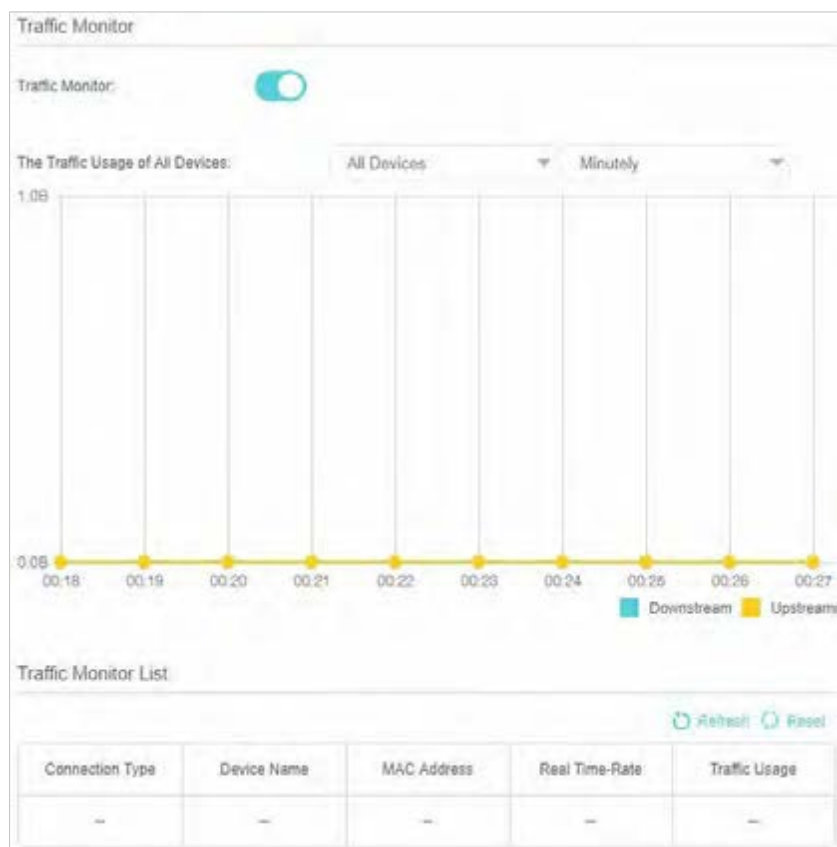 Traffic Monitor
Traffic Monitor:
The Traffic Usage of All Devices: All Devices Minutely
1.0B
0.0B
00:18 00:19 00:20 00:21 00:22 00:23 00:24 00:25 00:26 00:27
Downstream Upstream
Traffic Monitor List
Refresh Reset
Connection Type Device Name MAC Address Real Time-Rate Traffic Usage
-- -- -- -- --